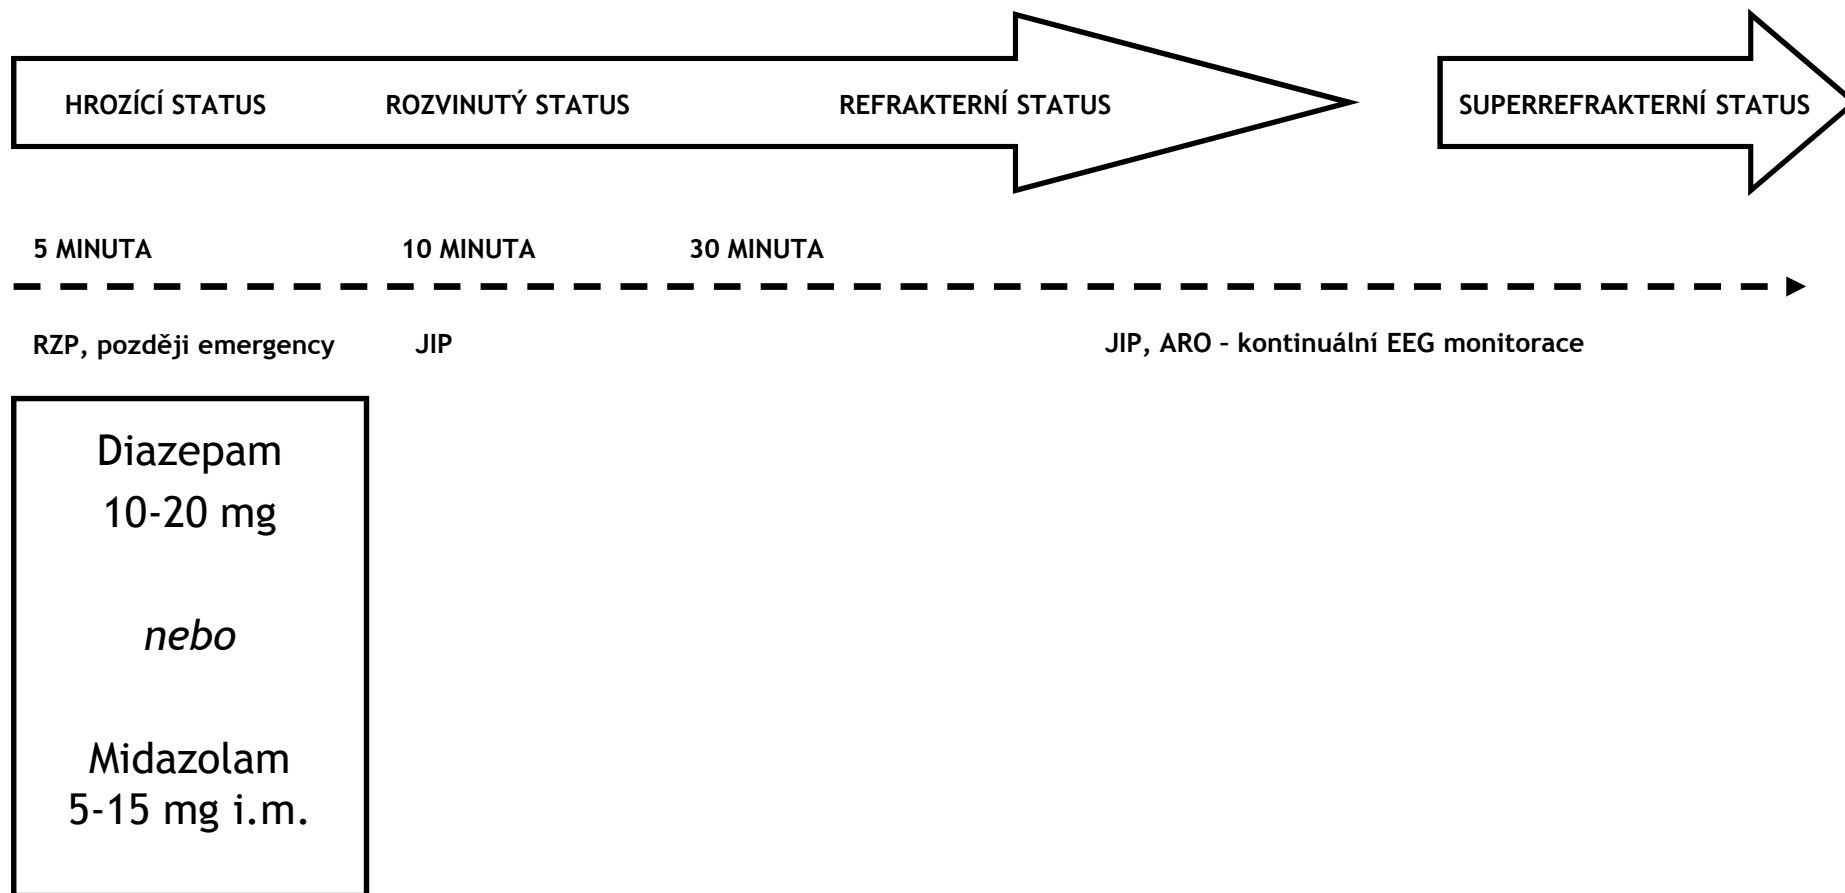 HROZÍCÍ STATUS
ROZVINUTÝ STATUS
REFRAKTERNÍ STATUS
SUPERREFRAKTERNÍ STATUS
5 MINUTA
10 MINUTA
30 MINUTA
RZP, později emergency
JIP
JIP, ARO – kontinuální EEG monitorace
Diazepam
10-20 mg
nebo
Midazolam
5-15 mg i.m.